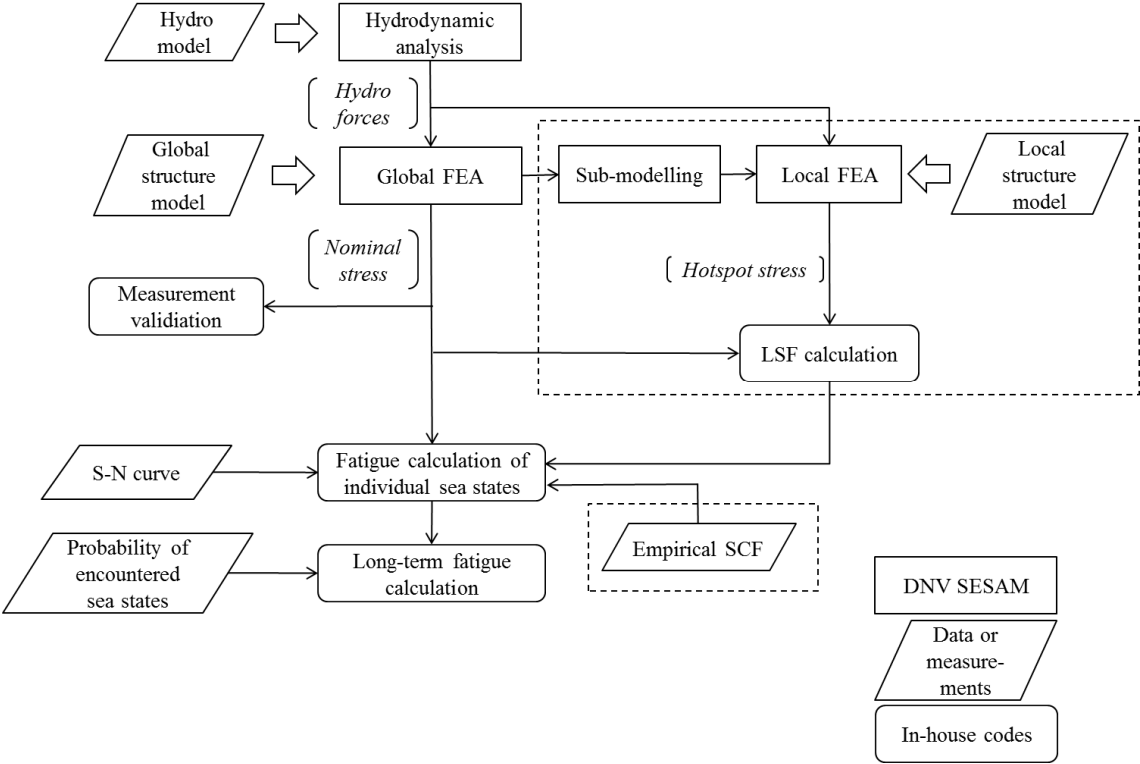 Hydro
model
Hydrodynamic
analysis
Hydro
forces
Global
structure
model
Global FEA
Sub-modelling
Local FEA
Local
structure
model
Nominal
stress
Hotspot stress
Measurement
validiation
LSF calculation
S-N curve
Fatigue calculation of
individual sea states
Empirical SCF
Probability of
encountered
sea states
Long-term fatigue
calculation
DNV SESAM
Data or
measure-
ments
In-house codes